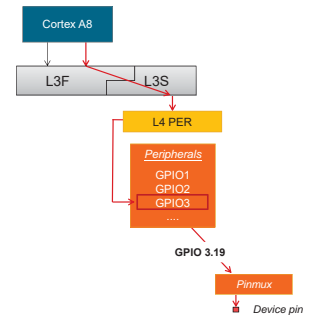 Cortex A8
L3F
L3S
L4 PER
Peripherals
GPIO1
GPIO2
GPIO3
....
GPIO 3.19
Pinmux
Device pin